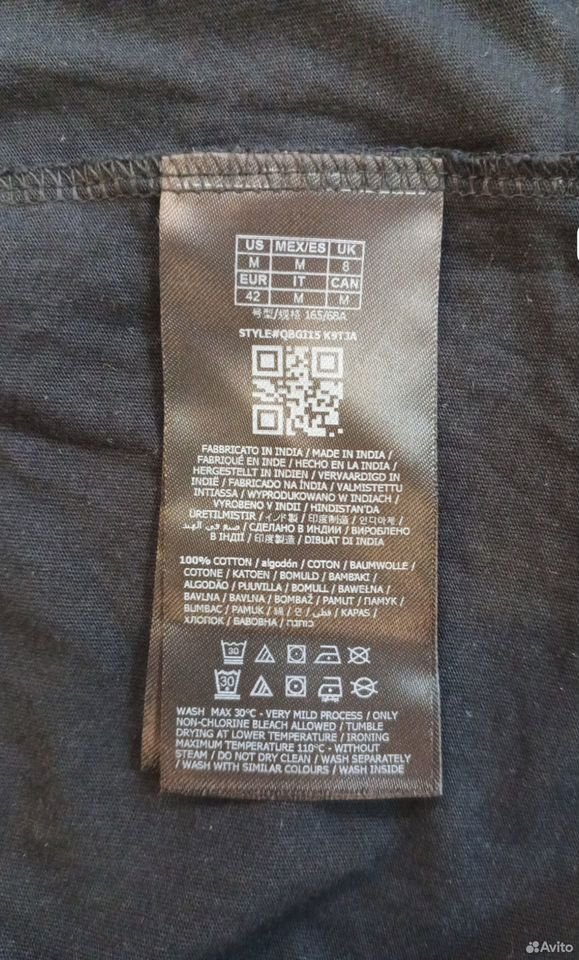 US MEX/ES UK
M M 8
EUR IT CAN
42 M M
号型/规格 165/68A
STYLE#QBGI15 K9TJA
FABBRICATO IN INDIA / MADE IN INDIA /
FABRIQUÉ EN INDE / HECHO EN LA INDIA /
HERGESTELLT IN INDIEN / VERVAARDIGD IN
INDIË / FABRICADO NA ÍNDIA / VALMISTETTU
INTIASSA / WYPRODUKOWANO W INDIACH /
VYROBENO V INDII / HINDISTAN'DA
ÜRETILMISTIR / インド製 / 印度制造 / 인디아제 /
صنع في الهند / СДЕЛАНО В ИНДИИ / ВИРОБЛЕНО
В ІНДІЇ / 印度製造 / DIBUAT DI INDIA
100% COTTON / algodón / COTON / BAUMWOLLE /
COTONE / KATOEN / BOMULD / ΒΑΜΒΑΚΙ /
ALGODÃO / PUUVILLA / BOMULL / BAWEŁNA /
BAVLNA / BAVLNA / BOMBAŽ / PAMUT / ПАМУК /
BUMBAC / PAMUK / 綿 / 면 / قطن / KAPAS /
ХЛОПОК / БАВОВНА / כותנה
30
30
WASH MAX 30°C - VERY MILD PROCESS / ONLY
NON-CHLORINE BLEACH ALLOWED / TUMBLE
DRYING AT LOWER TEMPERATURE / IRONING
MAXIMUM TEMPERATURE 110°C - WITHOUT
STEAM / DO NOT DRY CLEAN / WASH SEPARATELY
/ WASH WITH SIMILAR COLOURS / WASH INSIDE
Avito